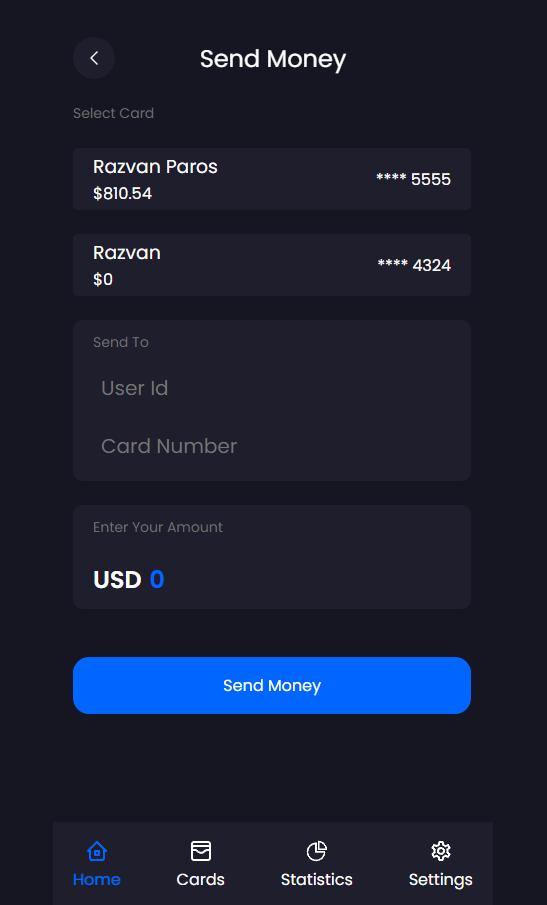 Send Money
Select Card
Razvan Paros
$810.54
**** 5555
Razvan
$0
**** 4324
Send To
User Id
Card Number
Enter Your Amount
USD 0
Send Money
Home Cards Statistics Settings